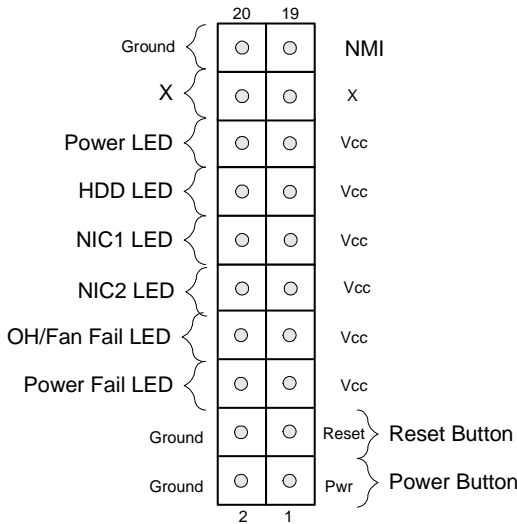 20 19
Ground NMI
X X
Power LED Vcc
HDD LED Vcc
NIC1 LED Vcc
NIC2 LED Vcc
OH/Fan Fail LED Vcc
Power Fail LED Vcc
Ground Reset Reset Button
Ground Pwr Power Button
2 1